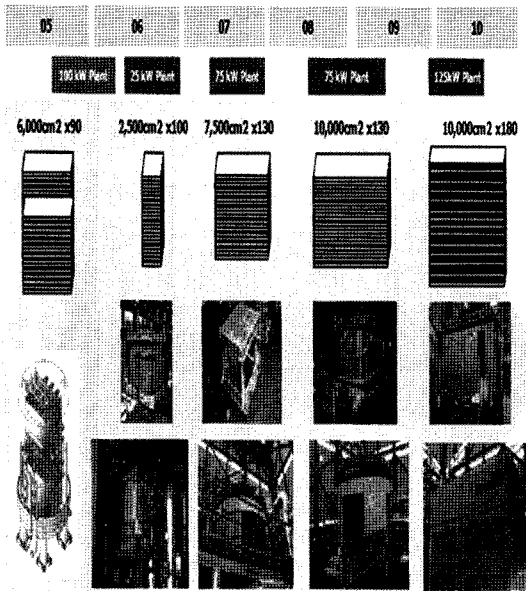 05 06 07 08 09 10
100 kW Plant 25 kW Plant 75 kW Plant 75 kW Plant 125kW Plant
6,000cm2 x90 2,500cm2 x100 7,500cm2 x130 10,000cm2 x130 10,000cm2 x180